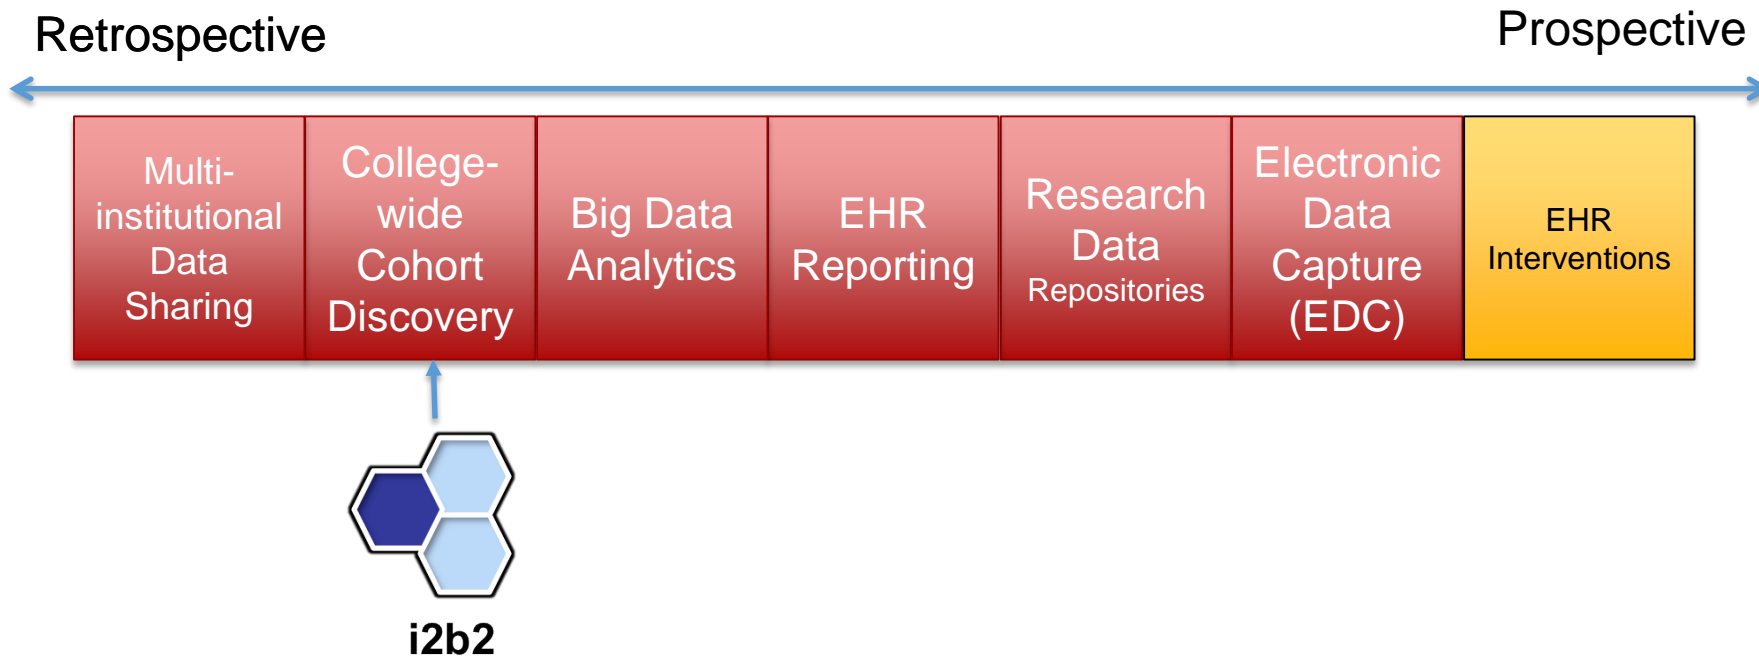 Retrospective
Prospective
Multi-
institutional
Data
Sharing
College-
wide
Cohort
Discovery
Big Data
Analytics
EHR
Reporting
Research
Data
Repositories
Electronic
Data
Capture
(EDC)
EHR
Interventions
i2b2